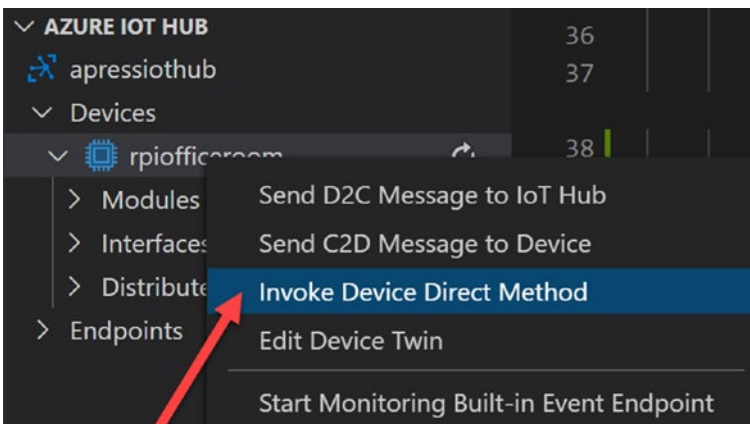 AZURE IOT HUB
apressiothub
Devices
rpiofficeroom
Modules
Interfaces
Distribute
Endpoints
36
37
38
Send D2C Message to IoT Hub
Send C2D Message to Device
Invoke Device Direct Method
Edit Device Twin
Start Monitoring Built-in Event Endpoint